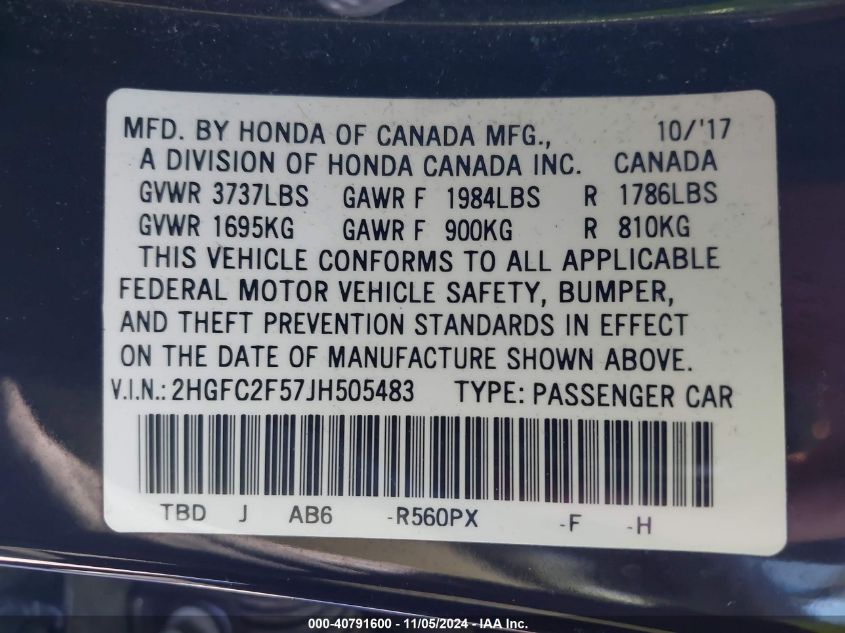 MFD. BY HONDA OF CANADA MFG., 10/'17
A DIVISION OF HONDA CANADA INC. CANADA
GVWR 3737LBS GAWR F 1984LBS R 1786LBS
GVWR 1695KG GAWR F 900KG R 810KG
THIS VEHICLE CONFORMS TO ALL APPLICABLE
FEDERAL MOTOR VEHICLE SAFETY, BUMPER,
AND THEFT PREVENTION STANDARDS IN EFFECT
ON THE DATE OF MANUFACTURE SHOWN ABOVE.
V.I.N.: 2HGFC2F57JH505483 TYPE: PASSENGER CAR
TBD J AB6 -R560PX -F -H
000-40791600 - 11/05/2024 - IAA Inc.